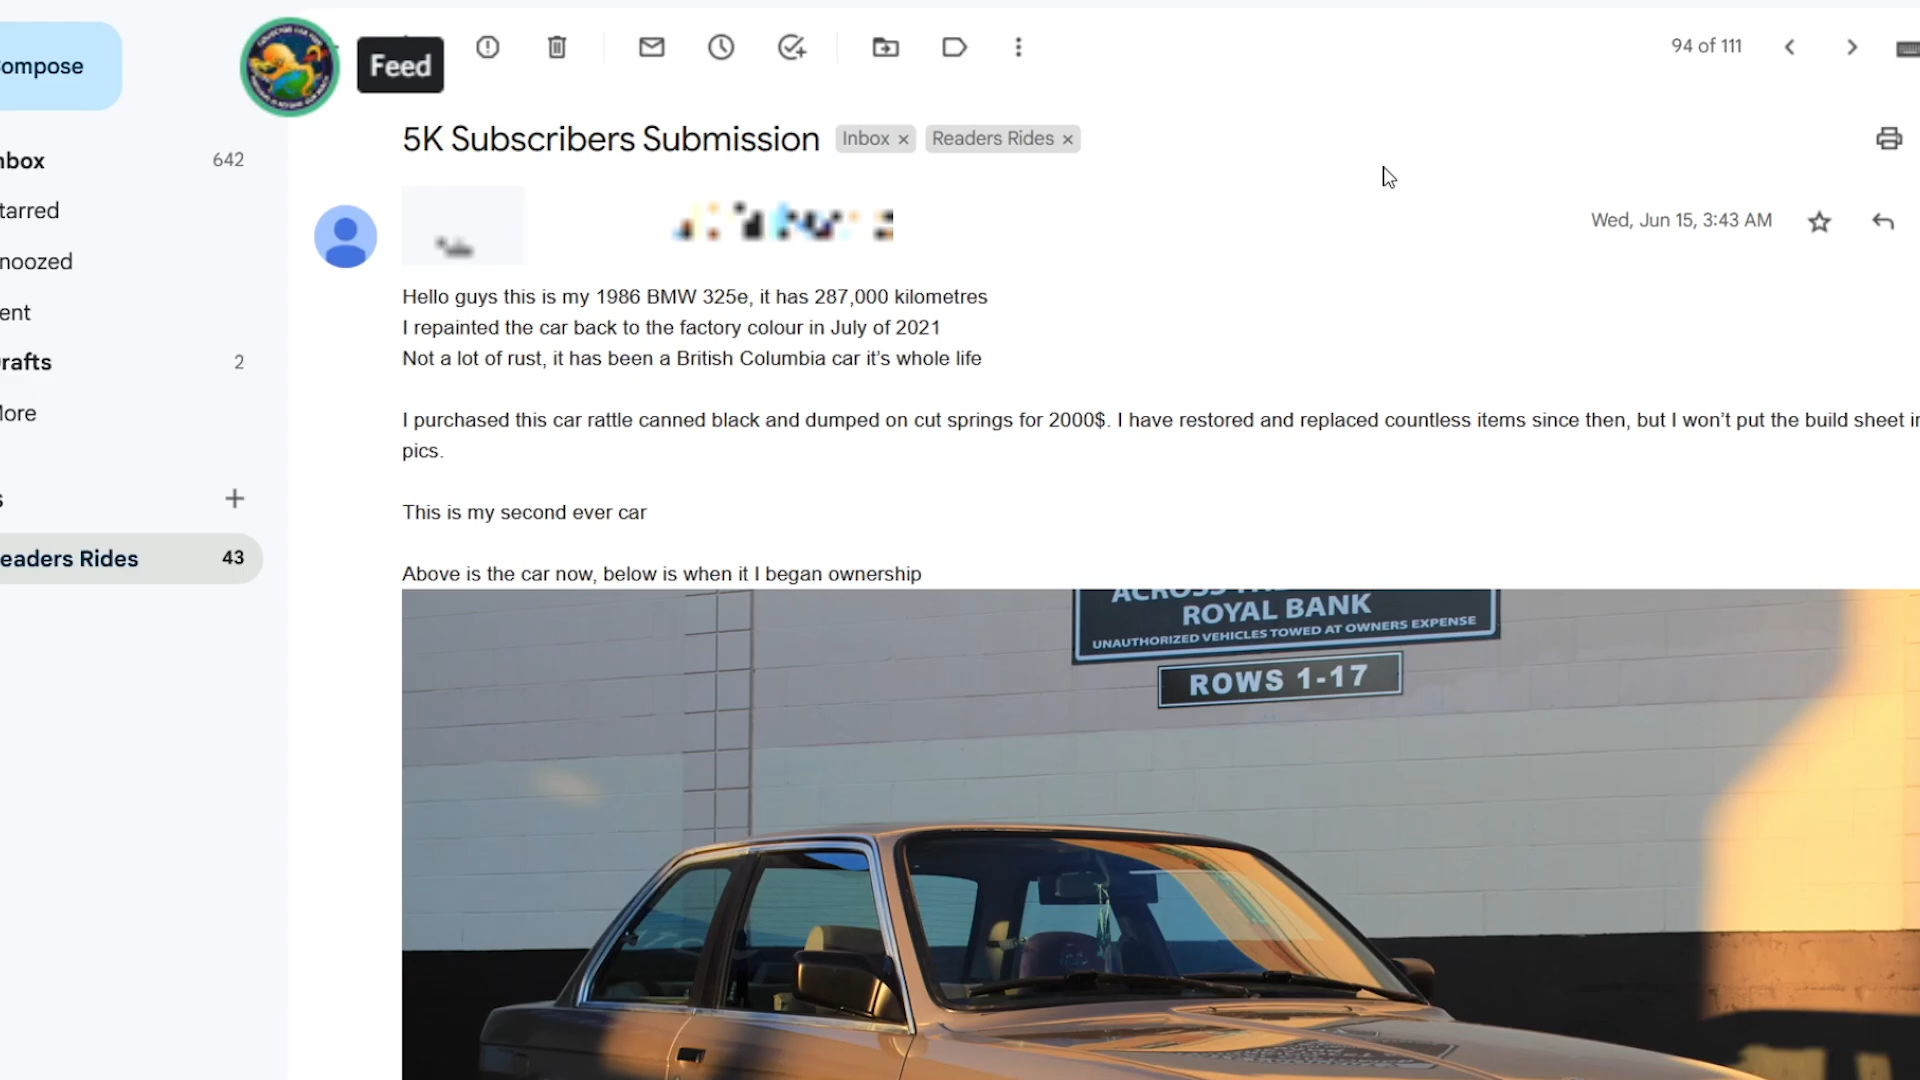 ompose
Feed
94 of 111
5K Subscribers Submission
Inbox ×
Readers Rides ×
nbox
642
tarred
Wed, Jun 15, 3:43 AM
noozed
ent
Hello guys this is my 1986 BMW 325e, it has 287,000 kilometres
I repainted the car back to the factory colour in July of 2021
Not a lot of rust, it has been a British Columbia car it's whole life
rafts
2
ore
I purchased this car rattle canned black and dumped on cut springs for 2000$. I have restored and replaced countless items since then, but I won't put the build sheet in
pics.
s
+
This is my second ever car
eaders Rides
43
Above is the car now, below is when it I began ownership
ACROSS
ROYAL BANK
UNAUTHORIZED VEHICLES TOWED AT OWNERS EXPENSE
ROWS 1-17